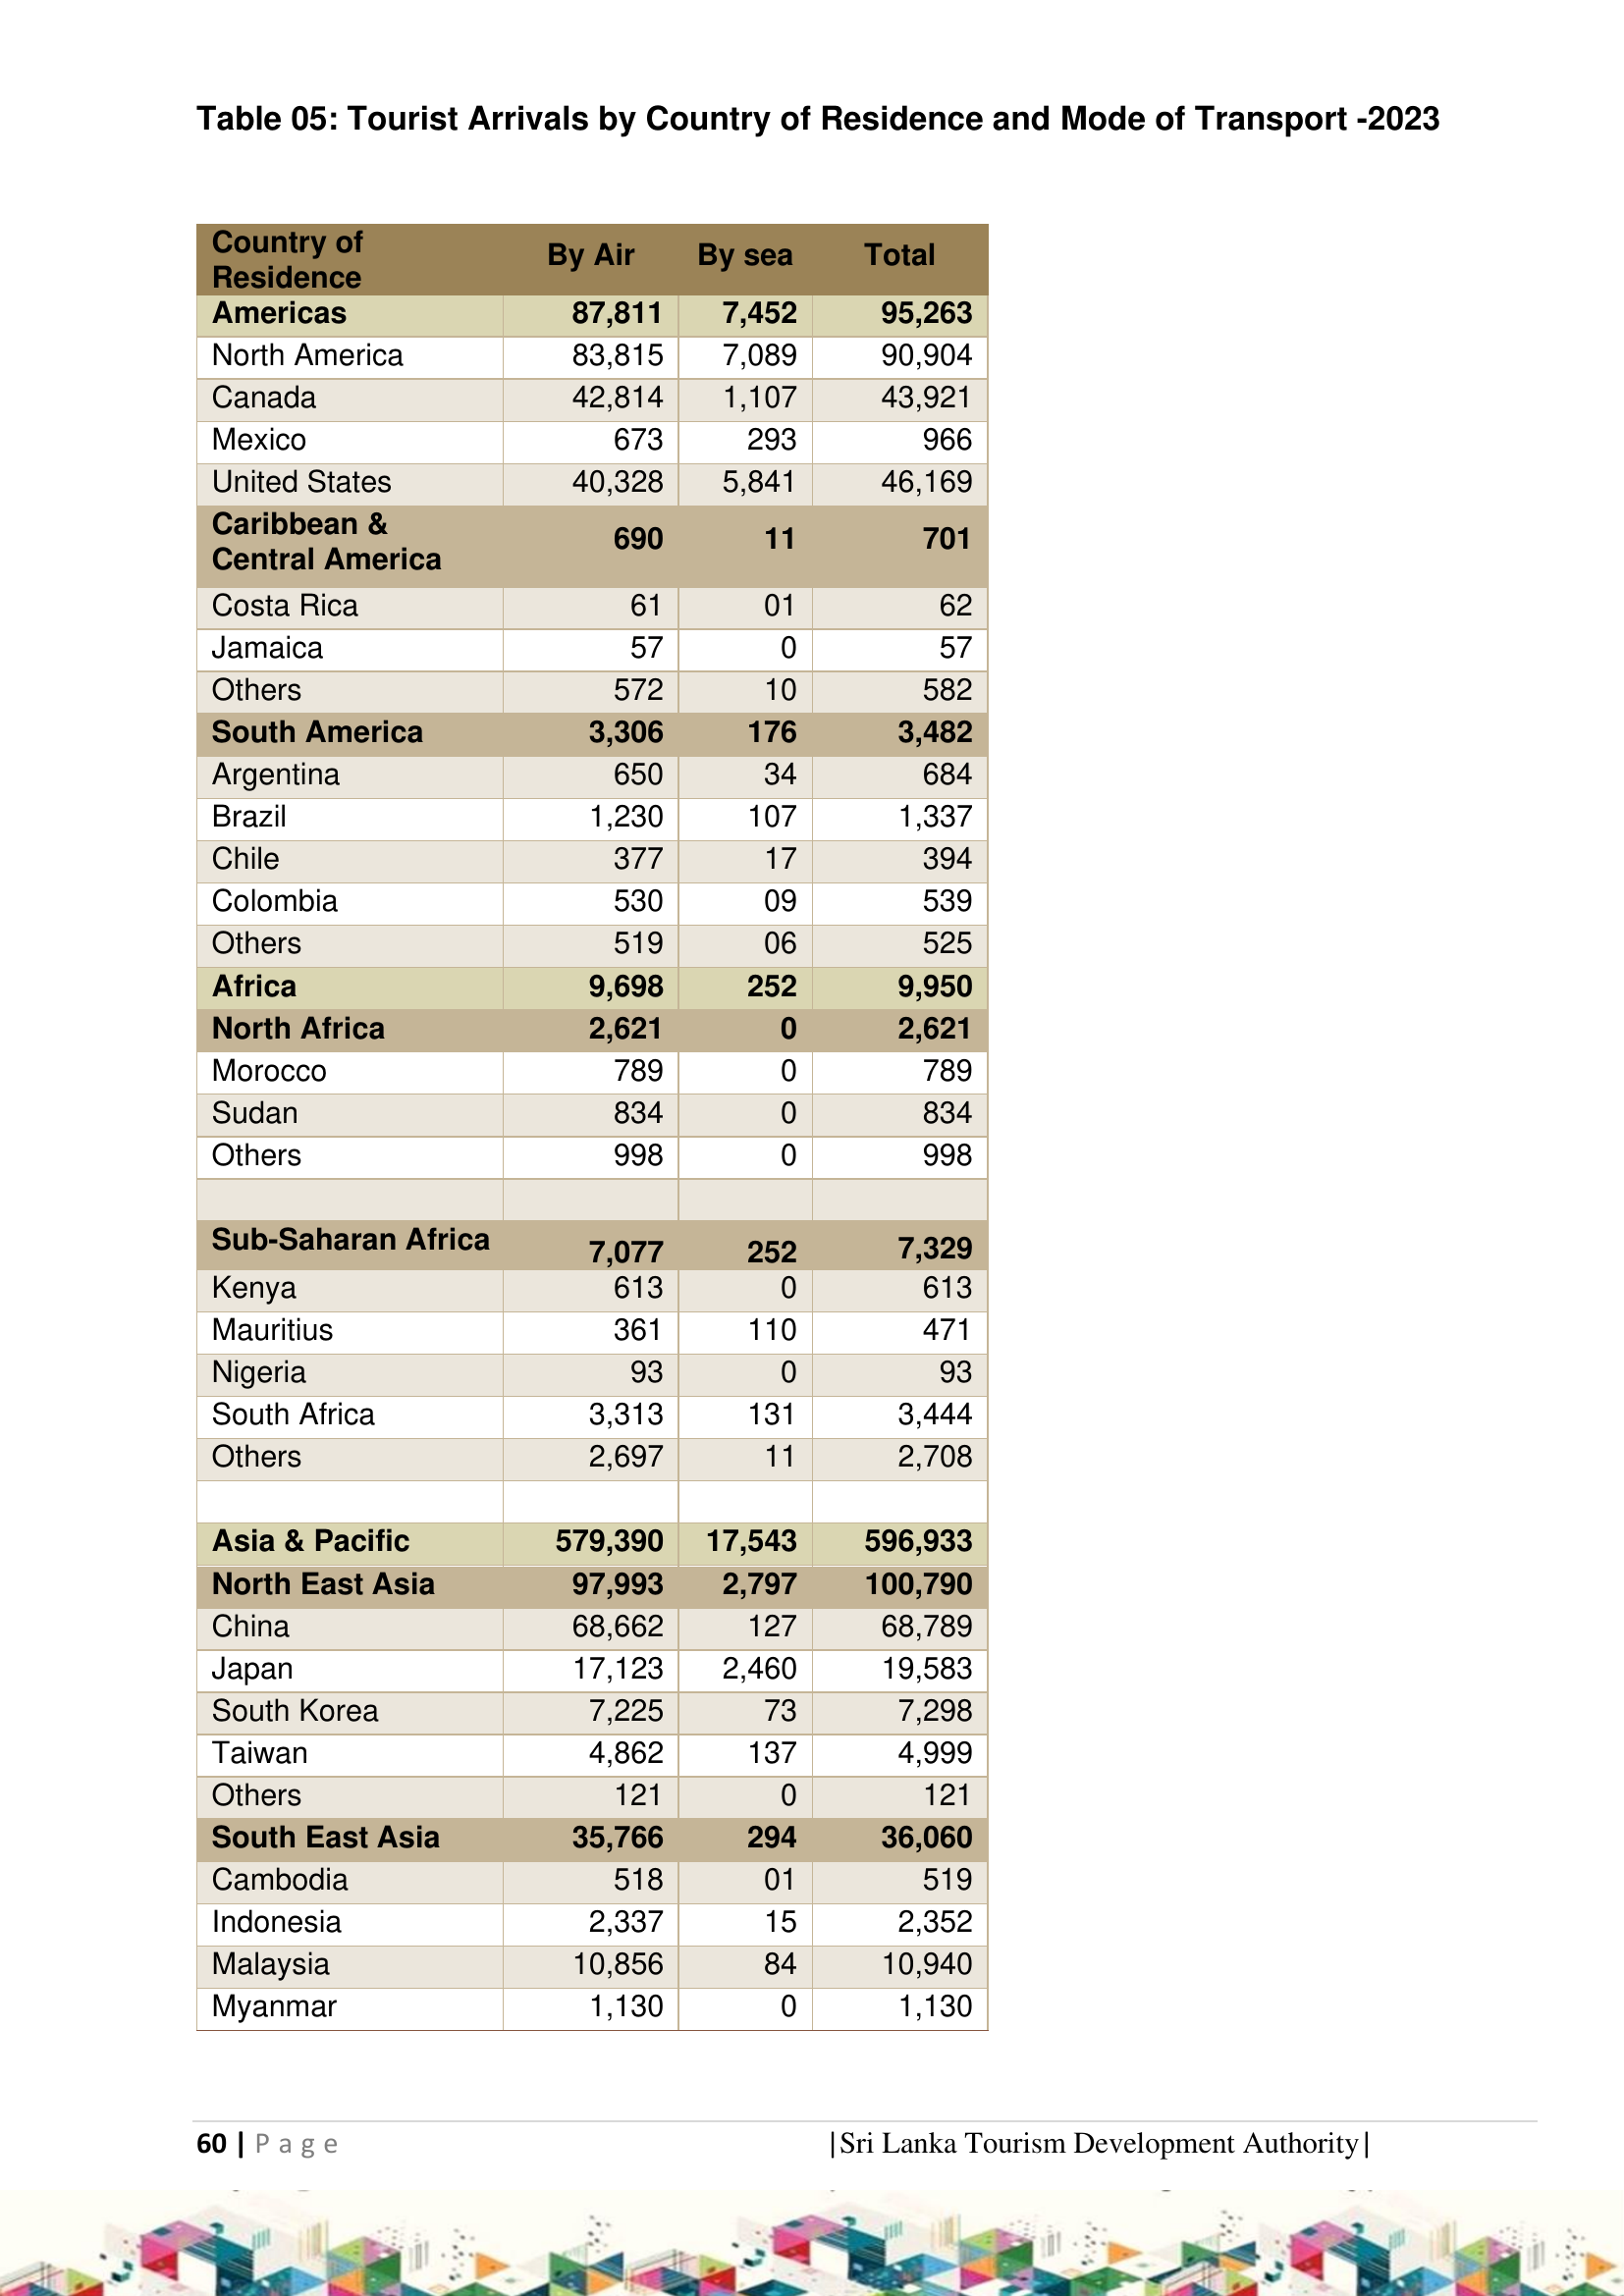 Table 05: Tourist Arrivals by Country of Residence and Mode of Transport -2023
Country of
Residence By Air By sea Total
Americas 87,811 7,452 95,263
North America 83,815 7,089 90,904
Canada 42,814 1,107 43,921
Mexico 673 293 966
United States 40,328 5,841 46,169
Caribbean &
Central America 690 11 701
Costa Rica 61 01 62
Jamaica 57 0 57
Others 572 10 582
South America 3,306 176 3,482
Argentina 650 34 684
Brazil 1,230 107 1,337
Chile 377 17 394
Colombia 530 09 539
Others 519 06 525
Africa 9,698 252 9,950
North Africa 2,621 0 2,621
Morocco 789 0 789
Sudan 834 0 834
Others 998 0 998
Sub-Saharan Africa 7,077 252 7,329
Kenya 613 0 613
Mauritius 361 110 471
Nigeria 93 0 93
South Africa 3,313 131 3,444
Others 2,697 11 2,708
Asia & Pacific 579,390 17,543 596,933
North East Asia 97,993 2,797 100,790
China 68,662 127 68,789
Japan 17,123 2,460 19,583
South Korea 7,225 73 7,298
Taiwan 4,862 137 4,999
Others 121 0 121
South East Asia 35,766 294 36,060
Cambodia 518 01 519
Indonesia 2,337 15 2,352
Malaysia 10,856 84 10,940
Myanmar 1,130 0 1,130
60 | Page |Sri Lanka Tourism Development Authority|